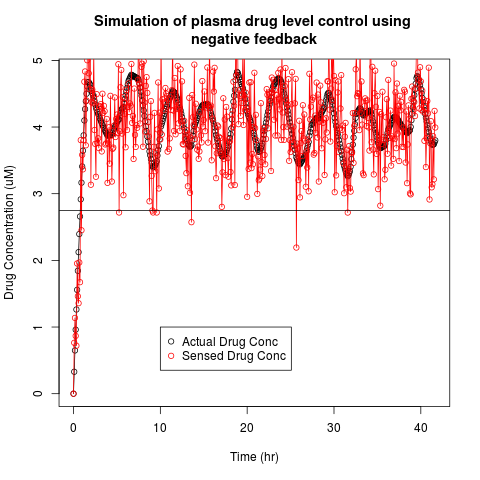 Simulation of plasma drug level control using
negative feedback
Drug Concentration (uM)
5
4
3
2
1
0
Actual Drug Conc
Sensed Drug Conc
0 10 20 30 40
Time (hr)